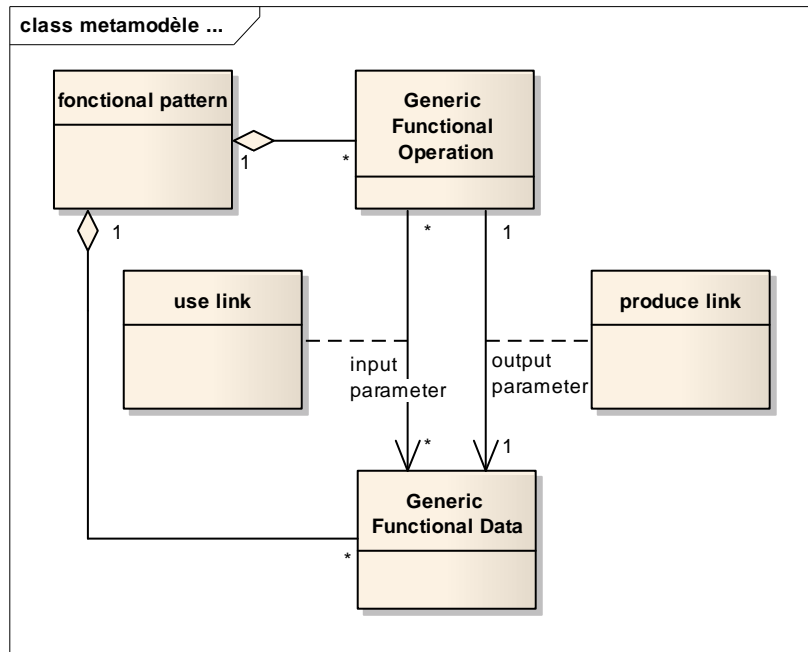 class metamodèle ...
fonctional pattern
Generic
Functional
Operation
1
*
1
*
1
use link
produce link
input
parameter
output
parameter
*
1
Generic
Functional Data
*